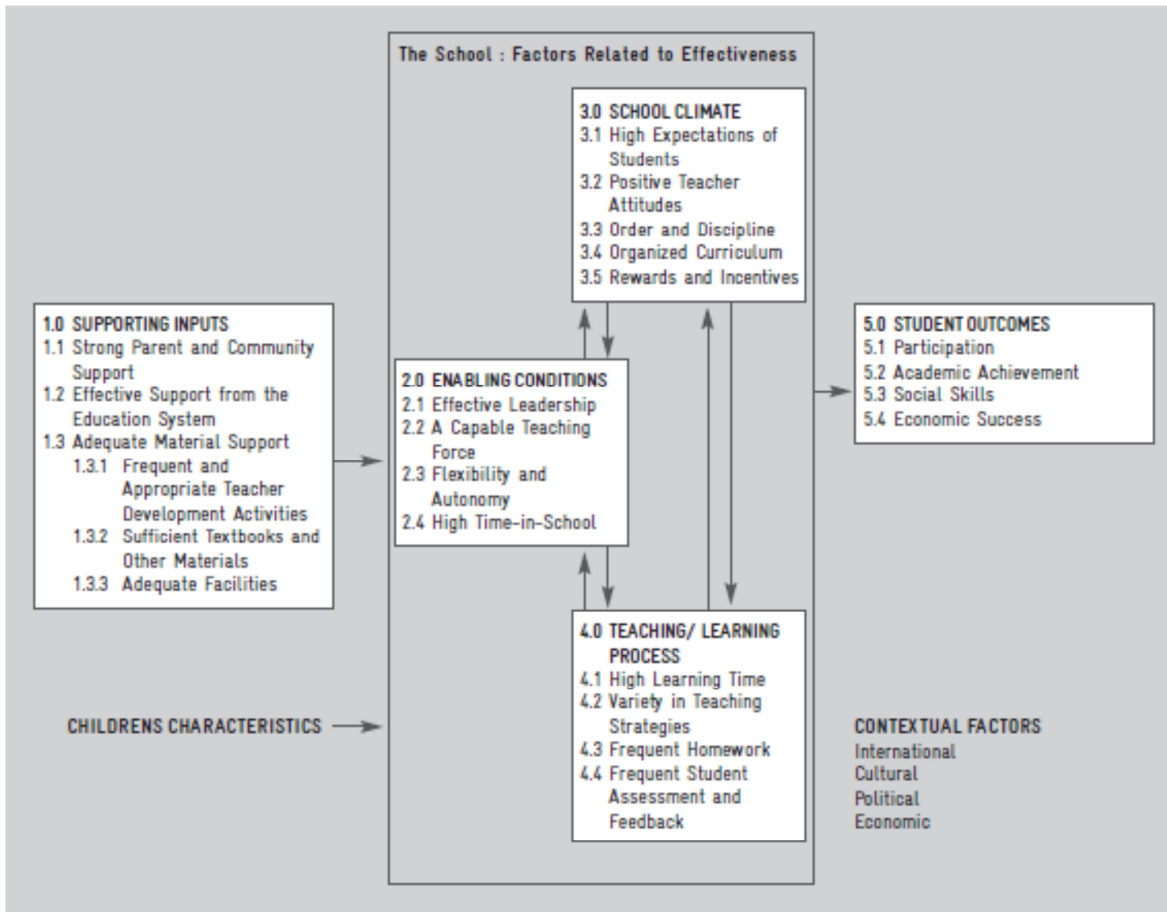 The School : Factors Related to Effectiveness
3.0 SCHOOL CLIMATE
3.1 High Expectations of
Students
3.2 Positive Teacher
Attitudes
3.3 Order and Discipline
3.4 Organized Curriculum
3.5 Rewards and Incentives
1.0 SUPPORTING INPUTS
1.1 Strong Parent and Community
Support
1.2 Effective Support from the
Education System
1.3 Adequate Material Support
1.3.1 Frequent and
Appropriate Teacher
Development Activities
1.3.2 Sufficient Textbooks and
Other Materials
1.3.3 Adequate Facilities
2.0 ENABLING CONDITIONS
2.1 Effective Leadership
2.2 A Capable Teaching
Force
2.3 Flexibility and
Autonomy
2.4 High Time-in-School
5.0 STUDENT OUTCOMES
5.1 Participation
5.2 Academic Achievement
5.3 Social Skills
5.4 Economic Success
4.0 TEACHING/ LEARNING
PROCESS
4.1 High Learning Time
4.2 Variety in Teaching
Strategies
4.3 Frequent Homework
4.4 Frequent Student
Assessment and
Feedback
CHILDRENS CHARACTERISTICS
CONTEXTUAL FACTORS
International
Cultural
Political
Economic